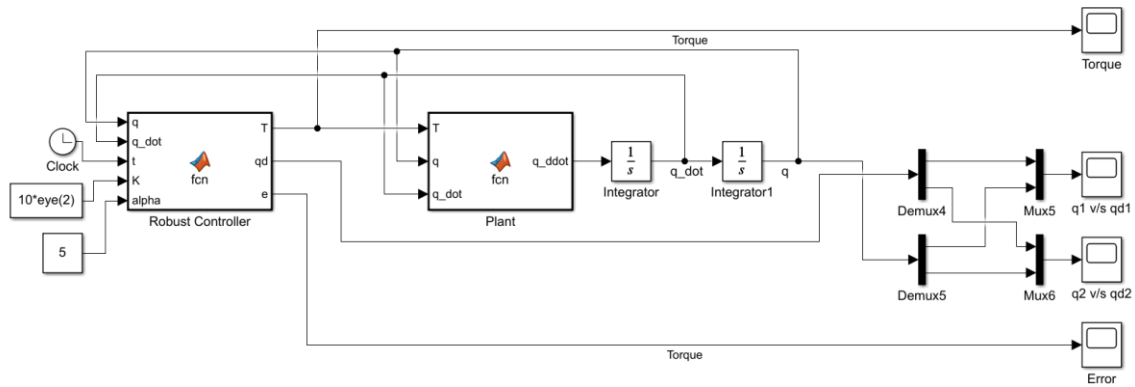 Torque
Torque
q
q_dot
t
K
alpha
fcn
T
qd
e
Robust Controller
Clock
10*eye(2)
5
T
q
q_dot
fcn
q_ddot
Plant
1
s
Integrator
q_dot
1
s
Integrator1
q
Demux4
Demux5
Mux5
Mux6
q1 v/s qd1
q2 v/s qd2
Torque
Error